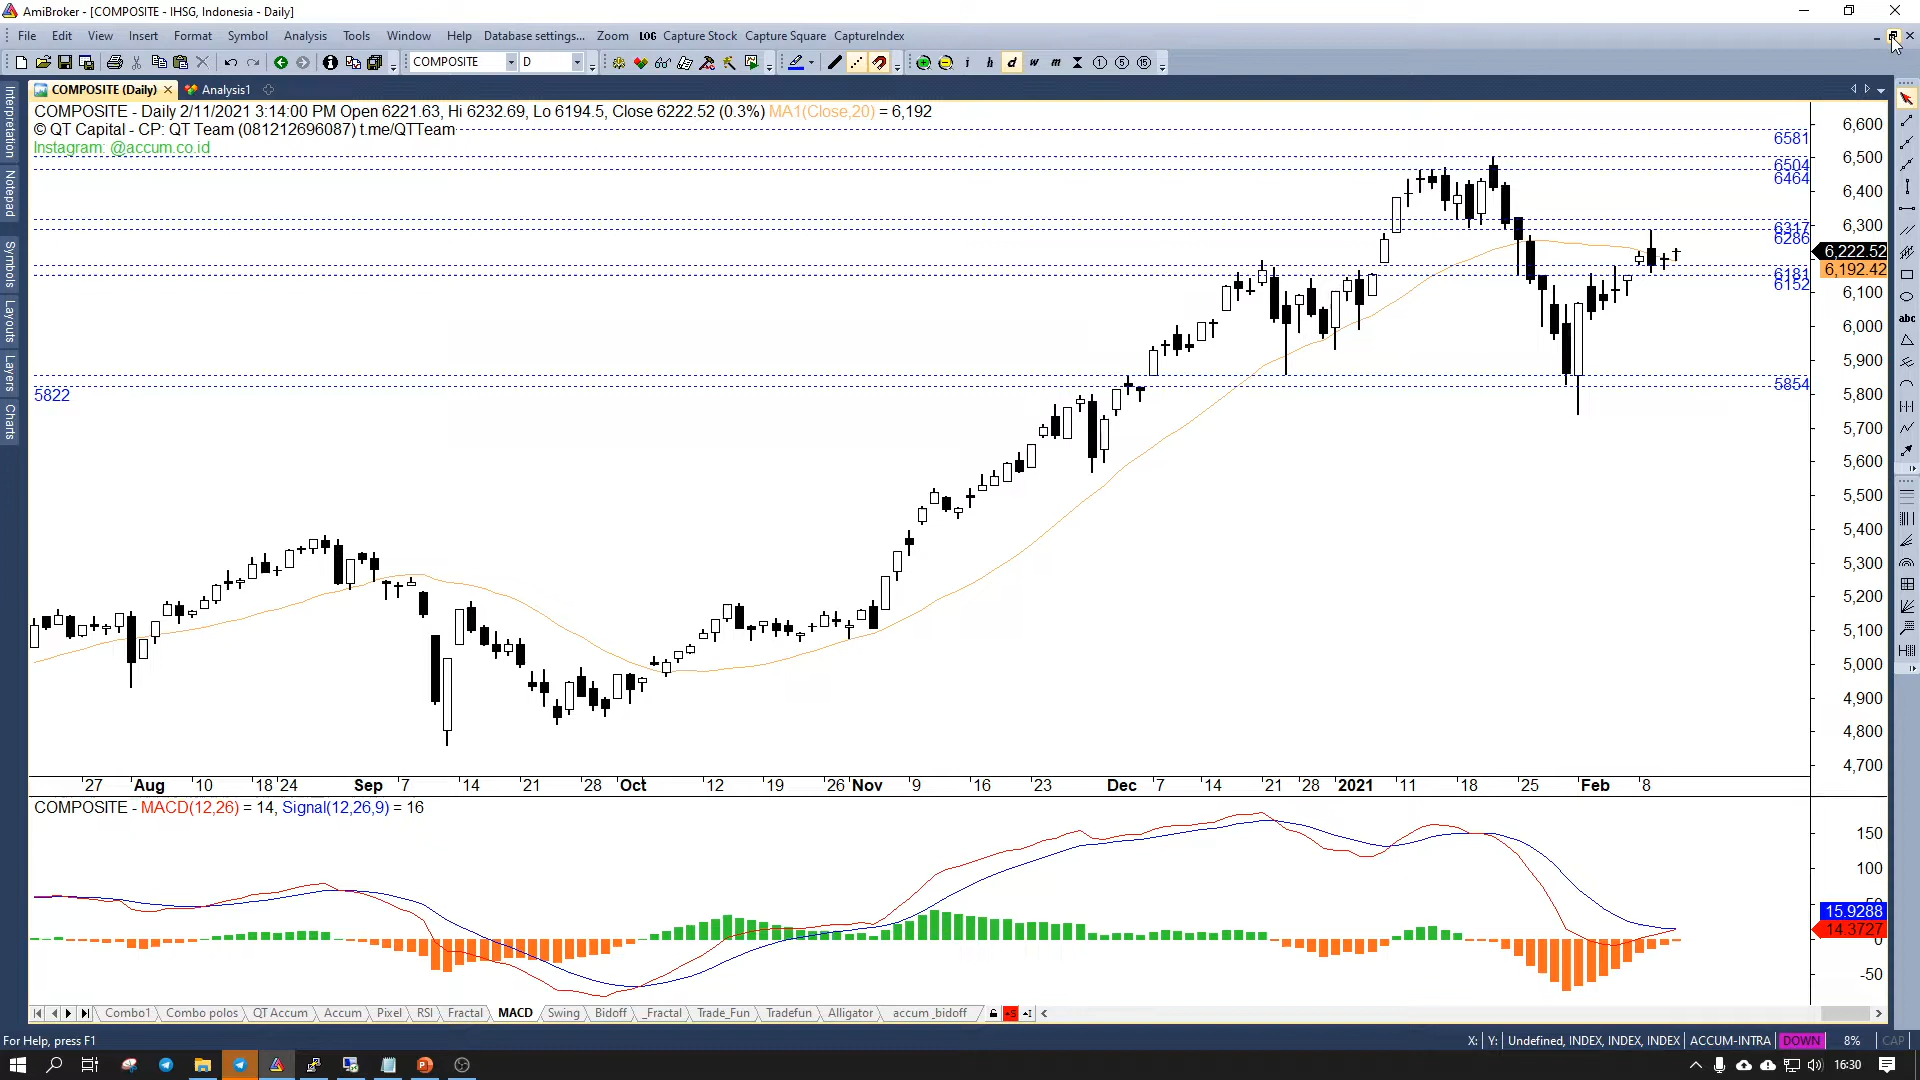 AmiBroker - [COMPOSITE - IHSG, Indonesia - Daily]
File Edit View Insert Format Symbol Analysis Tools Window Help Database settings... Zoom LOG Capture Stock Capture Square CaptureIndex
COMPOSITE D
i h d w m
COMPOSITE (Daily) Analysis1
Interpretation
Notepad
Symbols
Layouts
Layers
Charts
COMPOSITE - Daily 2/11/2021 3:14:00 PM Open 6221.63, Hi 6232.69, Lo 6194.5, Close 6222.52 (0.3%) MA1(Close,20) = 6,192
© QT Capital - CP: QT Team (081212696087) t.me/QTTeam
Instagram: @accum.co.id
6581
6504
6464
6317
6286
6181
6152
5854
5822
6,600
6,500
6,400
6,300
6,222.52
6,192.42
6,100
6,000
5,900
5,800
5,700
5,600
5,500
5,400
5,300
5,200
5,100
5,000
4,900
4,800
4,700
abc
27 Aug 10 18 24 Sep 7 14 21 28 Oct 12 19 26 Nov 9 16 23 Dec 7 14 21 28 2021 11 18 25 Feb 8
COMPOSITE - MACD(12,26) = 14, Signal(12,26,9) = 16
150
100
15.9288
14.3727
0
-50
Combo1 Combo polos QT Accum Accum Pixel RSI Fractal MACD Swing Bidoff _Fractal Trade_Fun Tradefun Alligator accum _bidoff
For Help, press F1
X: Y: Undefined, INDEX, INDEX, INDEX ACCUM-INTRA DOWN 8% CAP
16:30